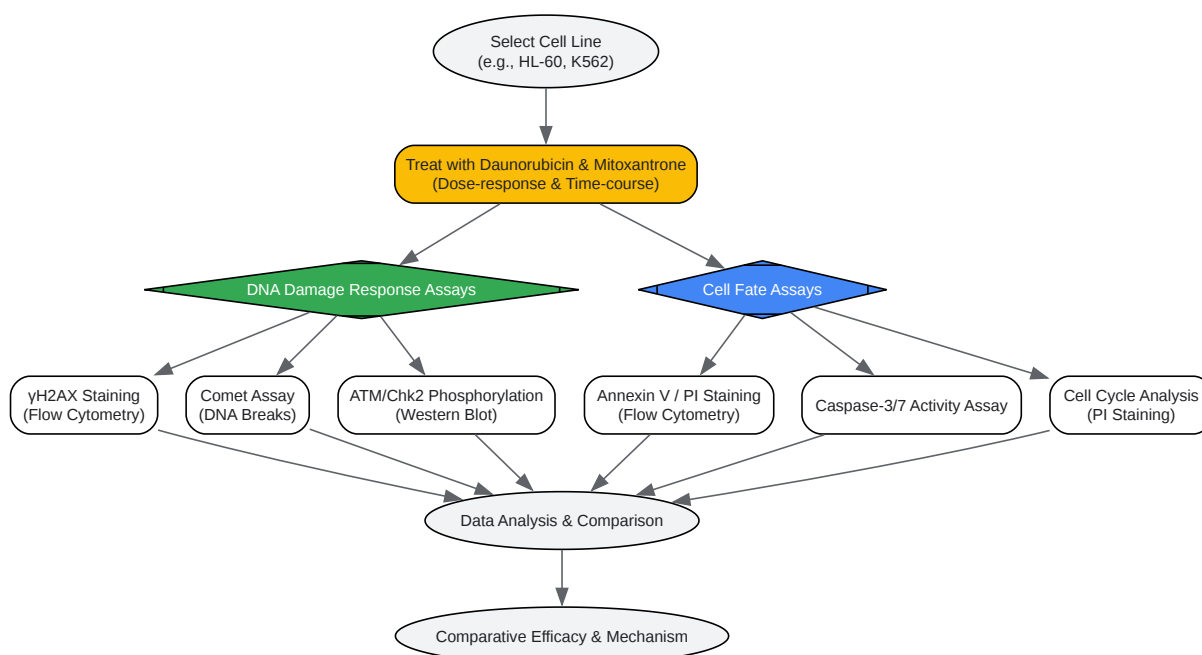 Select Cell Line
(e.g., HL-60, K562)
Treat with Daunorubicin & Mitoxantrone
(Dose-response & Time-course)
DNA Damage Response Assays
Cell Fate Assays
γH2AX Staining
(Flow Cytometry)
Comet Assay
(DNA Breaks)
ATM/Chk2 Phosphorylation
(Western Blot)
Annexin V / PI Staining
(Flow Cytometry)
Caspase-3/7 Activity Assay
Cell Cycle Analysis
(PI Staining)
Data Analysis & Comparison
Comparative Efficacy & Mechanism